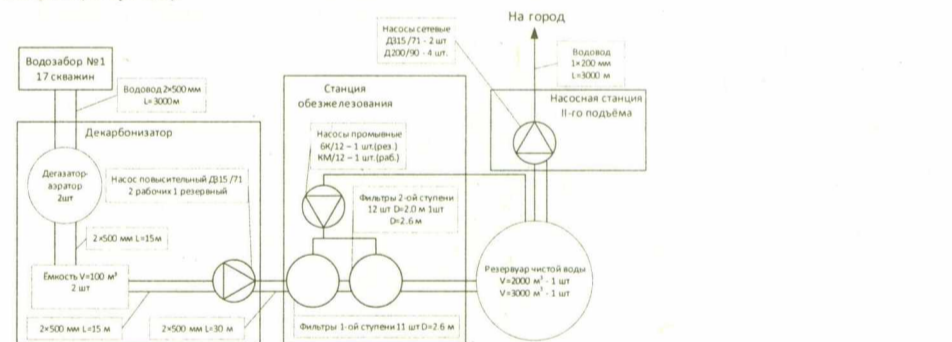 На город
Насосы сетевые
Д315/71 - 2 шт
Д200/90 - 4 шт.
Водовод
1×200 мм
L=3000 м
Водозабор №1
17 скважин
Водовод 2×500 мм
L=3000м
Станция
обезжелезования
Насосная станция
II-го подъёма
Декарбонизатор
Насосы промывные
6К/12 – 1 шт.(рез.)
КМ/12 – 1 шт.(раб.)
Дегазатор-
аэратор
2шт
Насос повысительный Д315/71
2 рабочих 1 резервный
Фильтры 2-ой ступени
12 шт D=2.0 м 1шт
D=2.6 м
2×500 мм L=15м
Ёмкость V=100 м³
2 шт
Резервуар чистой воды
V=2000 м³ - 1 шт
V=3000 м³ - 1 шт
2×500 мм L=15 м
2×500 мм L=30 м
Фильтры 1-ой ступени 11 шт D=2.6 м